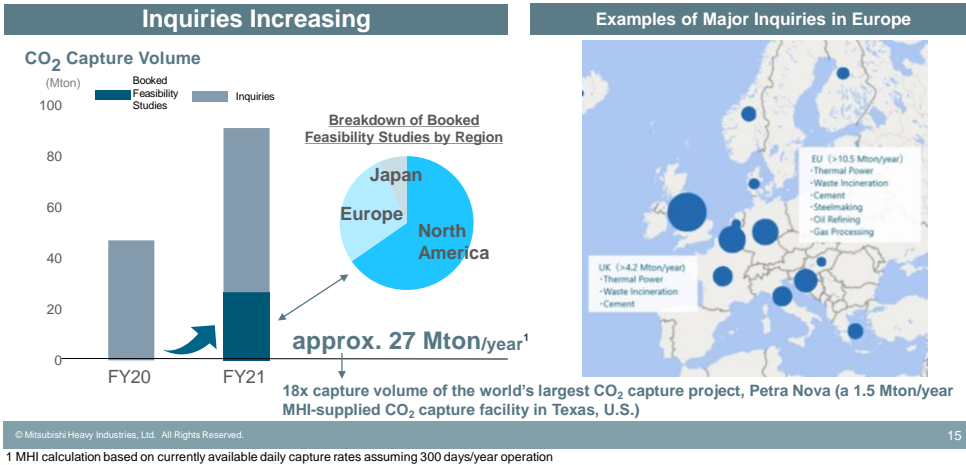 Inquiries Increasing
CO2 Capture Volume
(Mton)
Booked
Feasibility
Studies
Inquiries
100
80
60
40
20
0
FY20
FY21
Breakdown of Booked
Feasibility Studies by Region
Japan
Europe
North
America
approx. 27 Mton/year1
18x capture volume of the world's largest CO2 capture project, Petra Nova (a 1.5 Mton/year
MHI-supplied CO2 capture facility in Texas, U.S.)
Examples of Major Inquiries in Europe
EU (>10.5 Mton/year)
・Thermal Power
・Waste Incineration
・Cement
・Steelmaking
・Oil Refining
・Gas Processing
UK (>4.2 Mton/year)
・Thermal Power
・Waste Incineration
・Cement
© Mitsubishi Heavy Industries, Ltd. All Rights Reserved.
15
1 MHI calculation based on currently available daily capture rates assuming 300 days/year operation